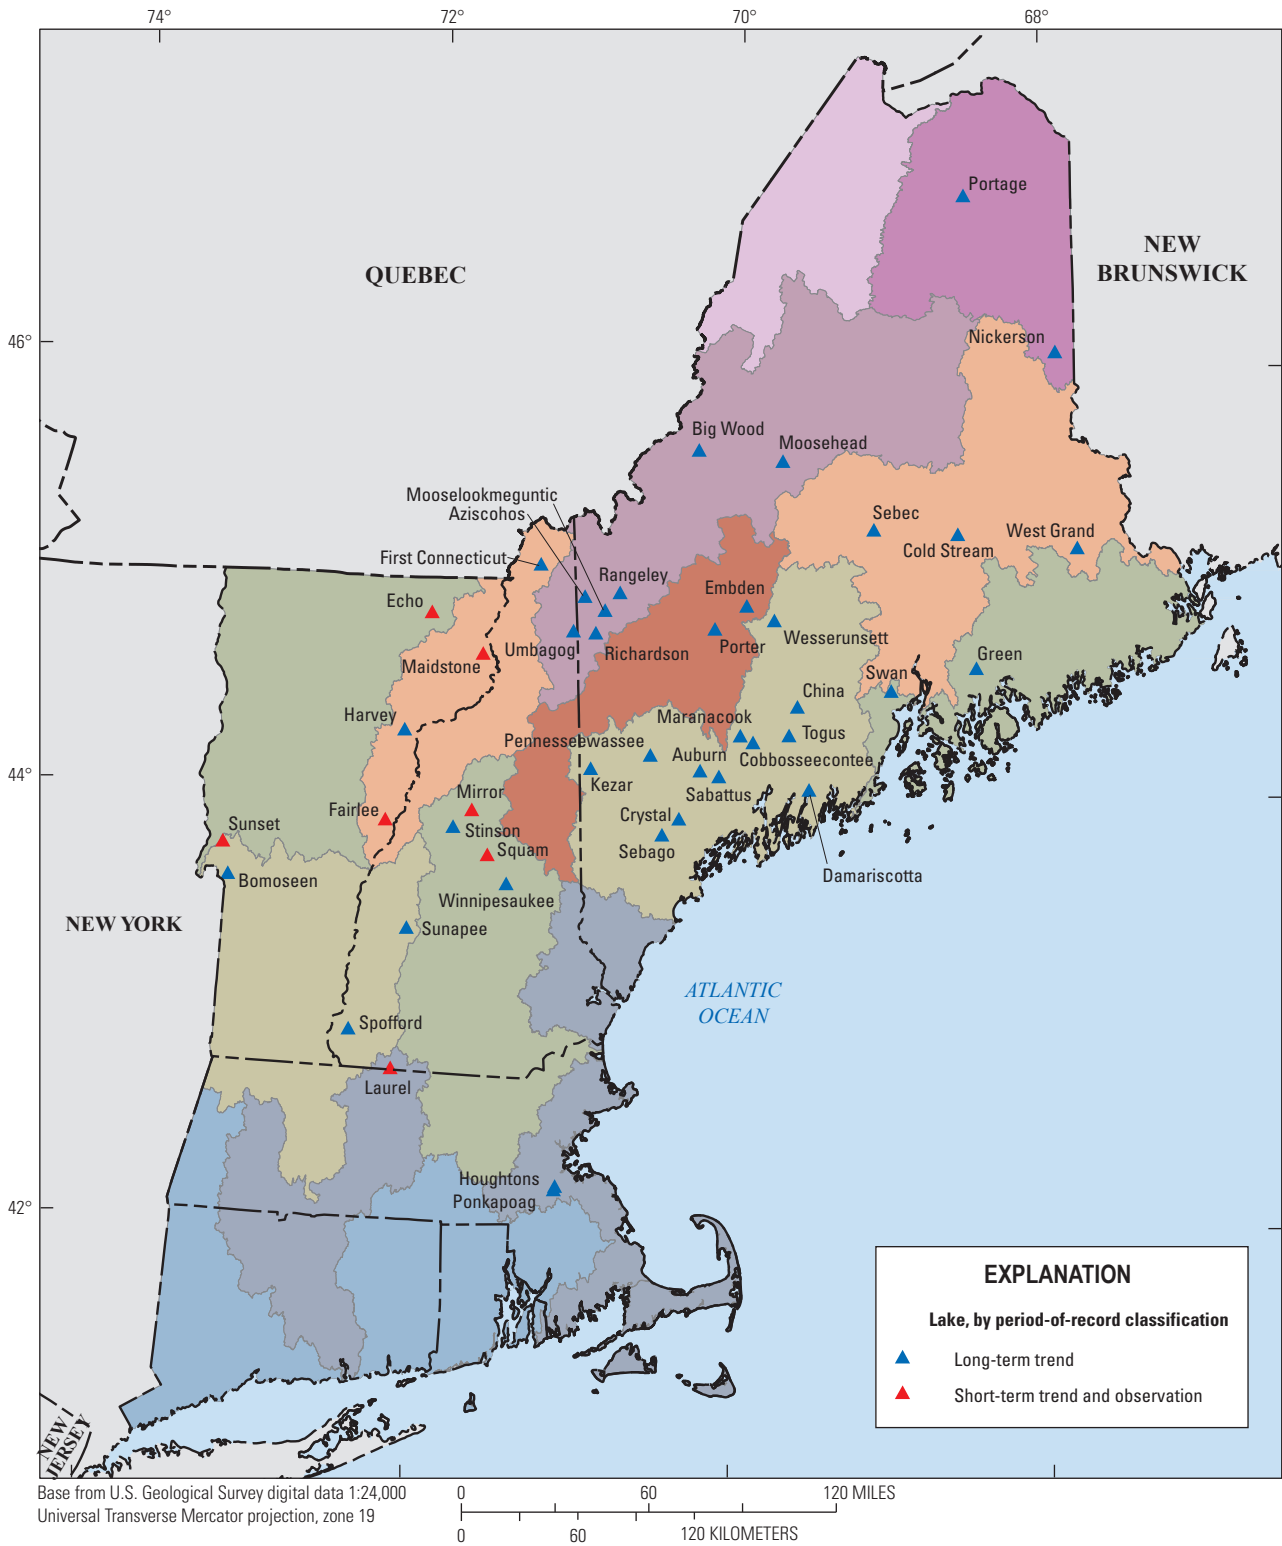 74°
72°
70°
68°
Portage
NEW
BRUNSWICK
QUEBEC
46°
Nickerson
Big Wood
Moosehead
Mooselookmeguntic
Aziscohos
Sebec
West Grand
Cold Stream
First Connecticut
Rangeley
Embden
Echo
Wesserunsett
Umbagog
Richardson
Porter
Maidstone
Green
Swan
China
Harvey
Maranacook
Togus
Pennesseewassee
Auburn
Cobbosseecontee
44°
Kezar
Sabattus
Mirror
Fairlee
Crystal
Sunset
Stinson
Squam
Sebago
Damariscotta
Bomoseen
Winnipesaukee
NEW YORK
Sunapee
ATLANTIC
OCEAN
Spofford
Laurel
Houghtons
Ponkapoag
42°
EXPLANATION
Lake, by period-of-record classification
Long-term trend
Short-term trend and observation
NEW
JERSEY
Base from U.S. Geological Survey digital data 1:24,000
Universal Transverse Mercator projection, zone 19
0 60 120 MILES
0 60 120 KILOMETERS